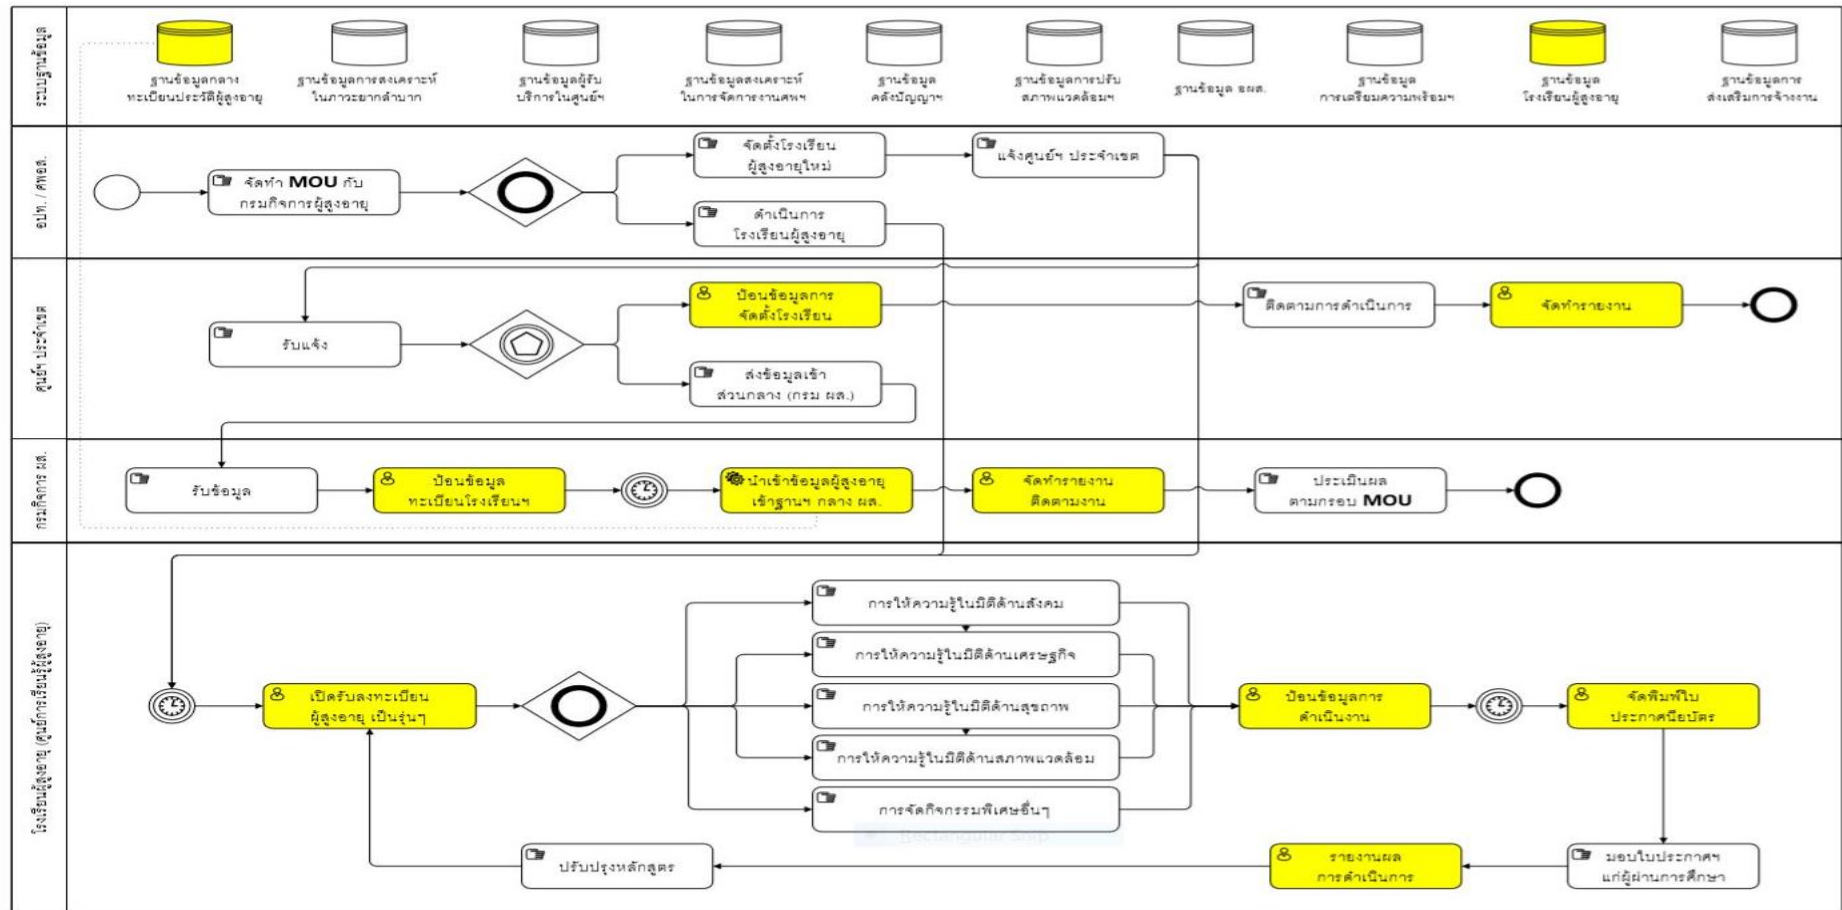 ระบบฐานข้อมูล
ฐานข้อมูลกลาง
ทะเบียนประวัติผู้สูงอายุ
ฐานข้อมูลการสงเคราะห์
ในภาวะยากลำบาก
ฐานข้อมูลผู้รับ
บริการในศูนย์ฯ
ฐานข้อมูลสงเคราะห์
ในการจัดการงานศพฯ
ฐานข้อมูล
คลังปัญญาฯ
ฐานข้อมูลการปรับ
สภาพแวดล้อมฯ
ฐานข้อมูล อผส.
ฐานข้อมูล
การเตรียมความพร้อมฯ
ฐานข้อมูล
โรงเรียนผู้สูงอายุ
ฐานข้อมูลการ
ส่งเสริมการจ้างงาน
อปท. / ศพอส.
จัดทำ MOU กับ
กรมกิจการผู้สูงอายุ
จัดตั้งโรงเรียน
ผู้สูงอายุใหม่
แจ้งศูนย์ฯ ประจำเขต
ดำเนินการ
โรงเรียนผู้สูงอายุ
ศูนย์ฯ ประจำเขต
รับแจ้ง
ป้อนข้อมูลการ
จัดตั้งโรงเรียน
ส่งข้อมูลเข้า
ส่วนกลาง (กรม ผส.)
ติดตามการดำเนินการ
จัดทำรายงาน
กรมกิจการ ผส.
รับข้อมูล
ป้อนข้อมูล
ทะเบียนโรงเรียนฯ
นำเข้าข้อมูลผู้สูงอายุ
เข้าฐานฯ กลาง ผส.
จัดทำรายงาน
ติดตามงาน
ประเมินผล
ตามกรอบ MOU
โรงเรียนผู้สูงอายุ (ศูนย์การเรียนรู้ผู้สูงอายุ)
เปิดรับลงทะเบียน
ผู้สูงอายุ เป็นรุ่นๆ
การให้ความรู้ในมิติด้านสังคม
การให้ความรู้ในมิติด้านเศรษฐกิจ
การให้ความรู้ในมิติด้านสุขภาพ
การให้ความรู้ในมิติด้านสภาพแวดล้อม
การจัดกิจกรรมพิเศษอื่นๆ
Rectangular Snip
ป้อนข้อมูลการ
ดำเนินงาน
จัดพิมพ์ใบ
ประกาศนียบัตร
มอบใบประกาศฯ
แก่ผู้ผ่านการศึกษา
รายงานผล
การดำเนินการ
ปรับปรุงหลักสูตร